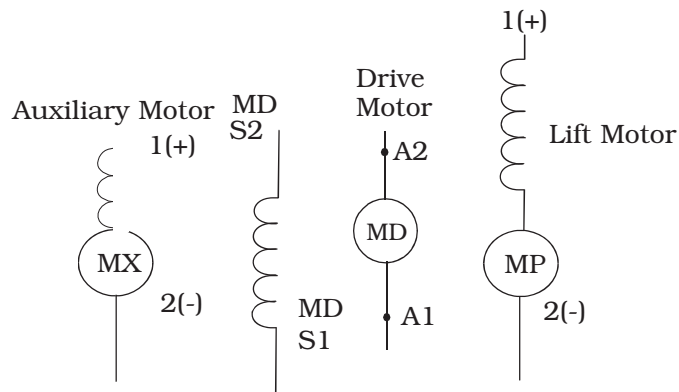 Auxiliary Motor
1(+)
MX
2(-)
MD
S2
MD
S1
Drive
Motor
A2
MD
A1
1(+)
Lift Motor
MP
2(-)